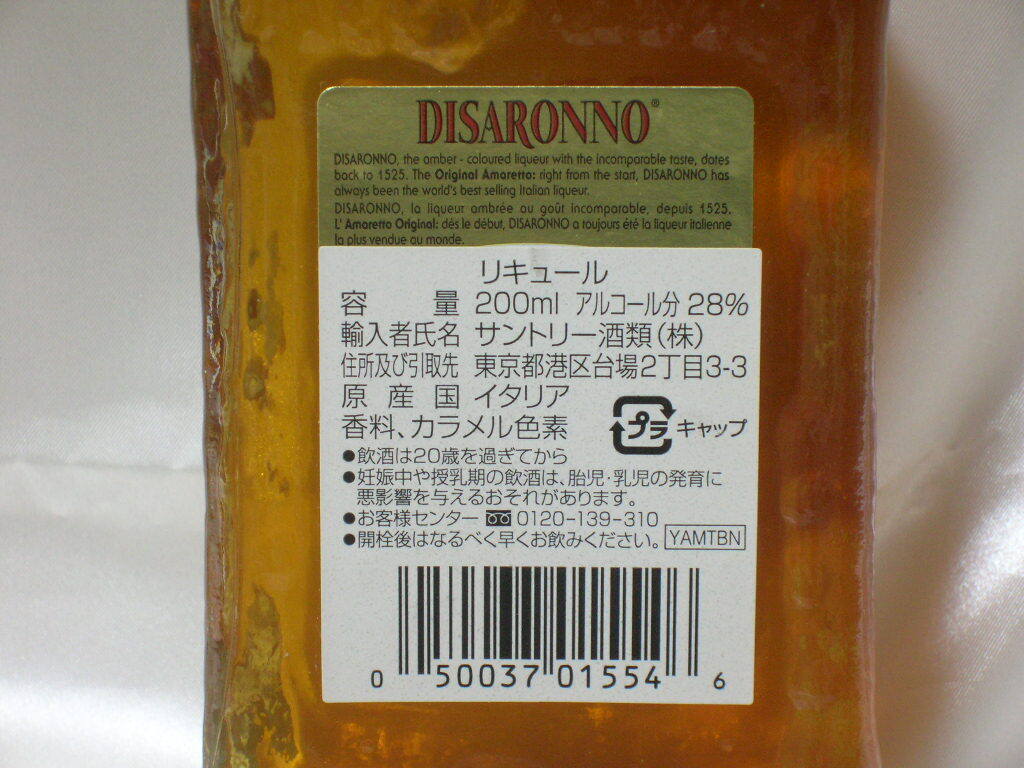 DISARONNO®
DISARONNO, the amber - coloured liqueur with the incomparable taste, dates
back to 1525. The Original Amaretto: right from the start, DISARONNO has
always been the world's best selling Italian liqueur.
DISARONNO, la liqueur ambrée au goût incomparable, depuis 1525.
L'Amaretto Original: dés le début, DISARONNO a toujours été la liqueur italienne
la plus vendue au monde.
リキュール
容量 200ml アルコール分 28%
輸入者氏名 サントリー酒類(株)
住所及び引取先 東京都港区台場2丁目3-3
原産国 イタリア
香料、カラメル色素 プラ キャップ
●飲酒は20歳を過ぎてから
●妊娠中や授乳期の飲酒は、胎児・乳児の発育に
悪影響を与えるおそれがあります。
●お客様センター 0120-139-310
●開栓後はなるべく早くお飲みください。 YAMTBN
0 50037 01554 6